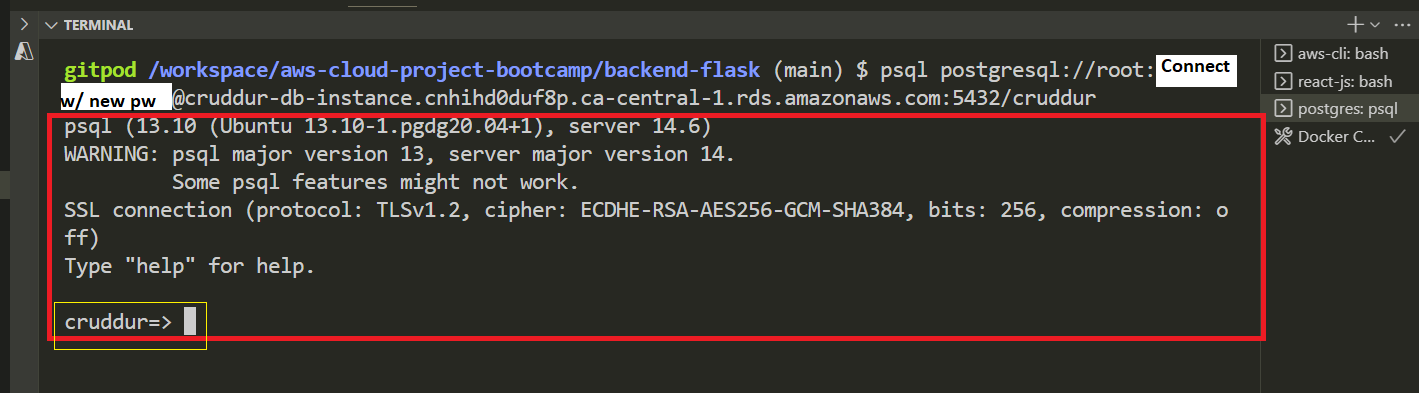 TERMINAL
gitpod /workspace/aws-cloud-project-bootcamp/backend-flask (main) $ psql postgresql://root: Connect
w/ new pw @cruddur-db-instance.cnhihd0duf8p.ca-central-1.rds.amazonaws.com:5432/cruddur
psql (13.10 (Ubuntu 13.10-1.pgdg20.04+1), server 14.6)
WARNING: psql major version 13, server major version 14.
Some psql features might not work.
SSL connection (protocol: TLSv1.2, cipher: ECDHE-RSA-AES256-GCM-SHA384, bits: 256, compression: o
ff)
Type "help" for help.
cruddur=>
aws-cli: bash
react-js: bash
postgres: psql
Docker C...